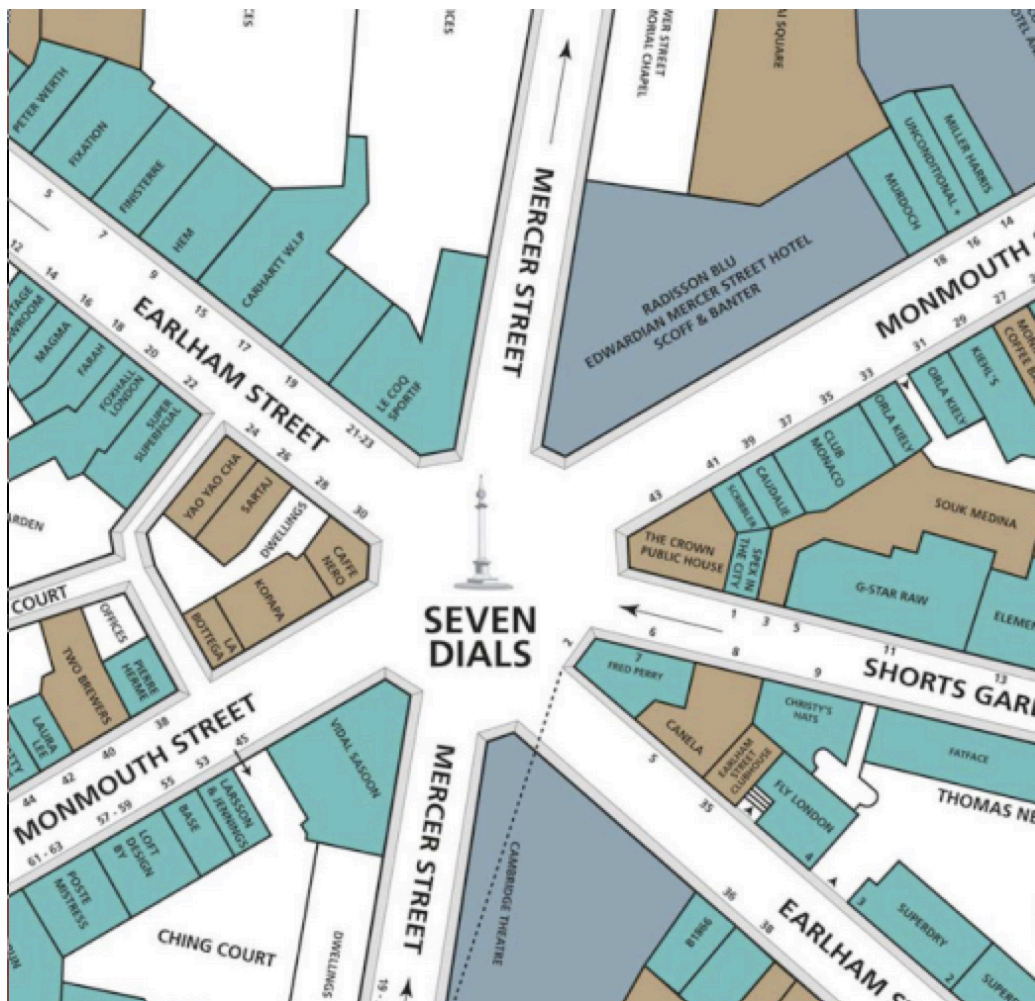 PETER WERTH
FIXATION
FINISTERRE
HEM
CARHARTT W.I.P
LE COQ
SPORTIF
5
7
9
15
17
19
21-23
EARLHAM STREET
12
14
16
18
20
22
MAGMA
FARAH
FOXHALL
LONDON
SUPER
SUPERFICIAL
24
26
28
30
YAO YAO CHA
SARTAJ
DWELLINGS
CAFFE
NERO
KOPAPA
LA
BOTTEGA
COURT
OFFICES
TWO BREWERS
PIERRE
HERME
LAURA
LEE
38
40
42
44
MONMOUTH STREET
45
53
55
57 - 59
61 - 63
VIDAL SASOON
LARSSON
& JENNINGS
BASE
LOFT
DESIGN
BY
POSTE
MISTRESS
CHING COURT
DWELLINGS
MERCER STREET
MERCER STREET
SEVEN
DIALS
RADISSON BLU
EDWARDIAN MERCER STREET HOTEL
SCOFF & BANTER
MURDOCH
UNCONDITIONAL +
MILLER HARRIS
14
16
18
MONMOUTH
27
29
31
33
35
37
39
41
43
KIEHL'S
ORLA KIELY
ORLA KIELY
CLUB
MONACO
CAUDALIE
SCRIBBLER
THE CROWN
PUBLIC HOUSE
SPEX IN
THE CITY
SOUK MEDINA
G-STAR RAW
1
3
5
11
13
SHORTS
2
6
8
9
7
FRED PERRY
CANELA
EARLHAM
STREET
CLUBHOUSE
CHRISTY'S
HATS
FLY LONDON
FATFACE
THOMAS
5
35
4
3
2
SUPERDRY
CAMBRIDGE THEATRE
36
38
B1866
EARLHAM